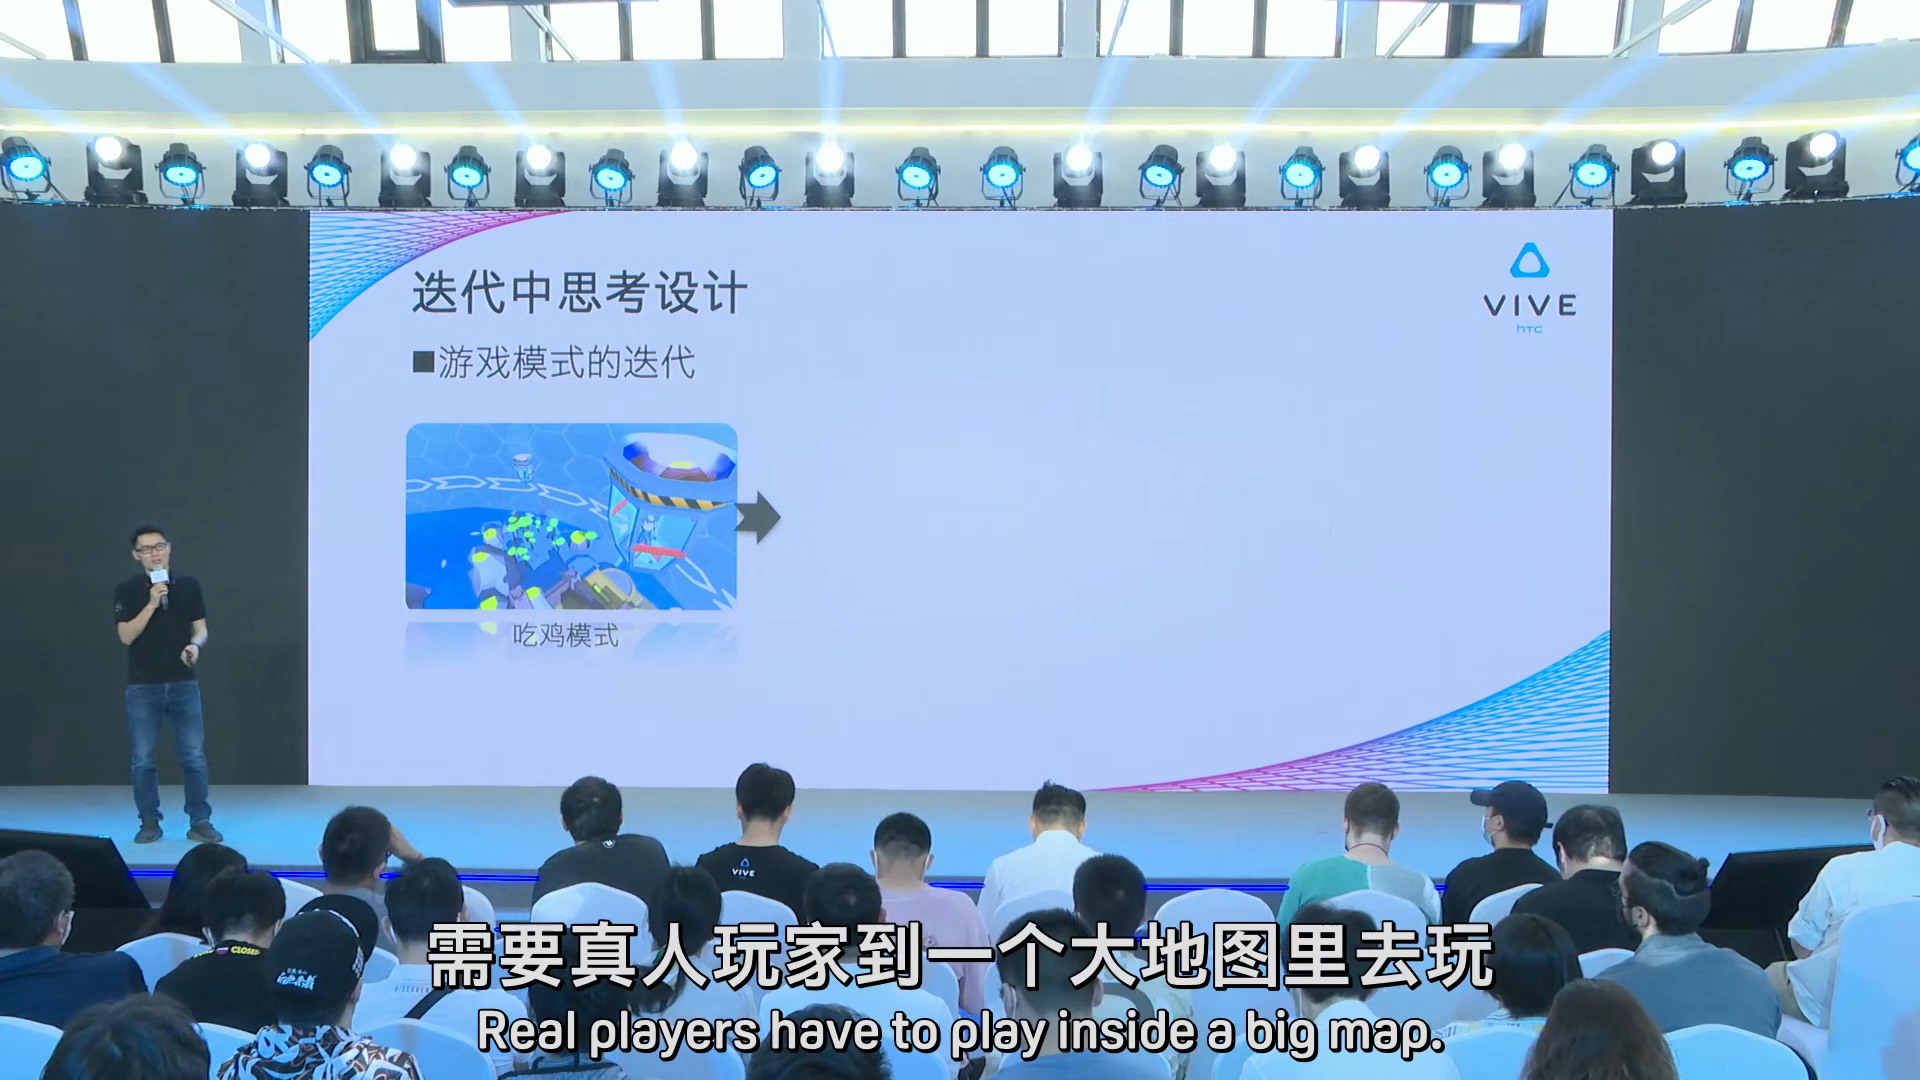 迭代中思考设计
■游戏模式的迭代
VIVE
hTC
吃鸡模式
VIVE
CLOSE
需要真人玩家到一个大地图里去玩
Real players have to play inside a big map.